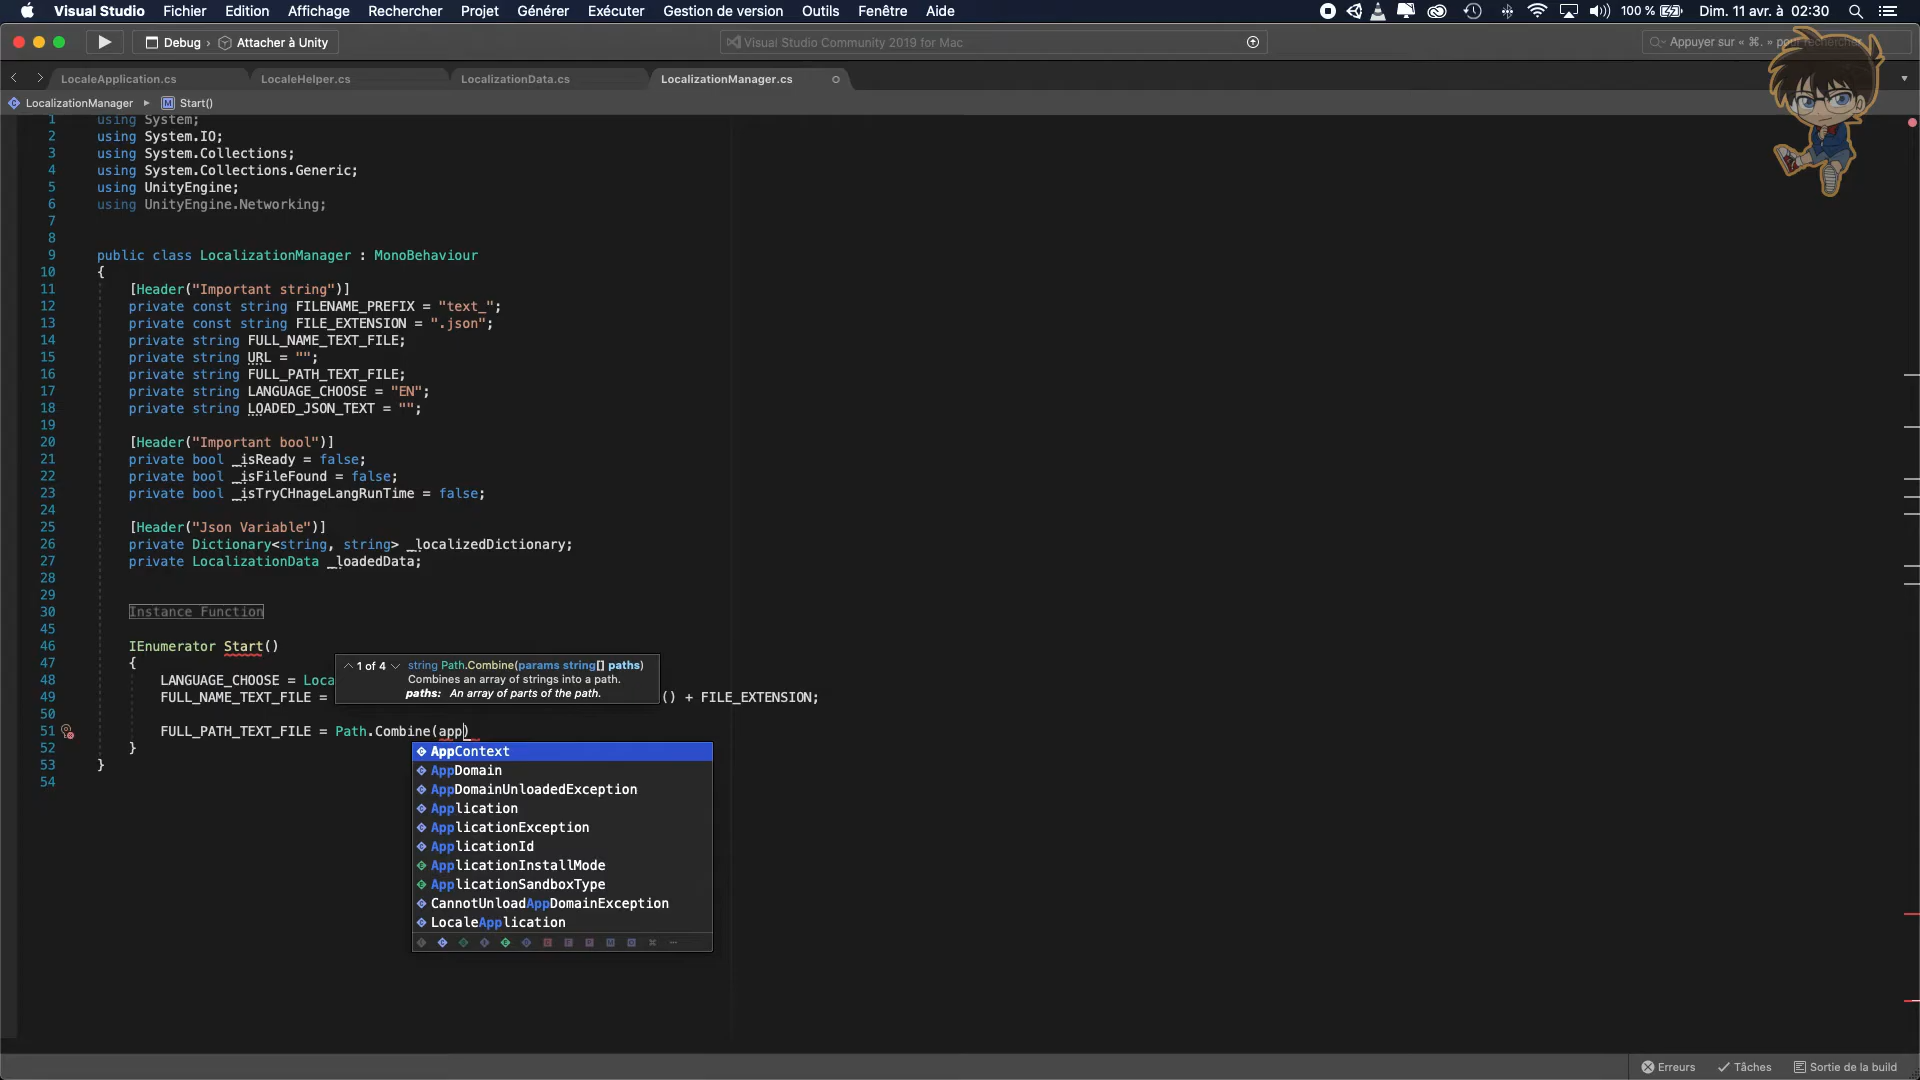 Visual Studio Fichier Edition Affichage Rechercher Projet Générer Exécuter Gestion de version Outils Fenêtre Aide 100 % Dim. 11 avr. à 02:30
Debug › Attacher à Unity
Visual Studio Community 2019 for Mac
Appuyer sur « ⌘. » pour rechercher
LocaleApplication.cs LocaleHelper.cs LocalizationData.cs LocalizationManager.cs
LocalizationManager Start()
1 using System;
2 using System.IO;
3 using System.Collections;
4 using System.Collections.Generic;
5 using UnityEngine;
6 using UnityEngine.Networking;
7
8
9 public class LocalizationManager : MonoBehaviour
10 {
11 [Header("Important string")]
12 private const string FILENAME_PREFIX = "text_";
13 private const string FILE_EXTENSION = ".json";
14 private string FULL_NAME_TEXT_FILE;
15 private string URL = "";
16 private string FULL_PATH_TEXT_FILE;
17 private string LANGUAGE_CHOOSE = "EN";
18 private string LOADED_JSON_TEXT = "";
19
20 [Header("Important bool")]
21 private bool _isReady = false;
22 private bool _isFileFound = false;
23 private bool _isTryCHnageLangRunTime = false;
24
25 [Header("Json Variable")]
26 private Dictionary<string, string> _localizedDictionary;
27 private LocalizationData _loadedData;
28
29
30 Instance Function
45
46 IEnumerator Start()
47 {
1 of 4 string Path.Combine(params string[] paths)
Combines an array of strings into a path.
paths: An array of parts of the path.
48 LANGUAGE_CHOOSE = Loca
49 FULL_NAME_TEXT_FILE = () + FILE_EXTENSION;
50
51 FULL_PATH_TEXT_FILE = Path.Combine(app)
52 }
53 }
54
AppContext
AppDomain
AppDomainUnloadedException
Application
ApplicationException
ApplicationId
ApplicationInstallMode
ApplicationSandboxType
CannotUnloadAppDomainException
LocaleApplication
Erreurs Tâches Sortie de la build